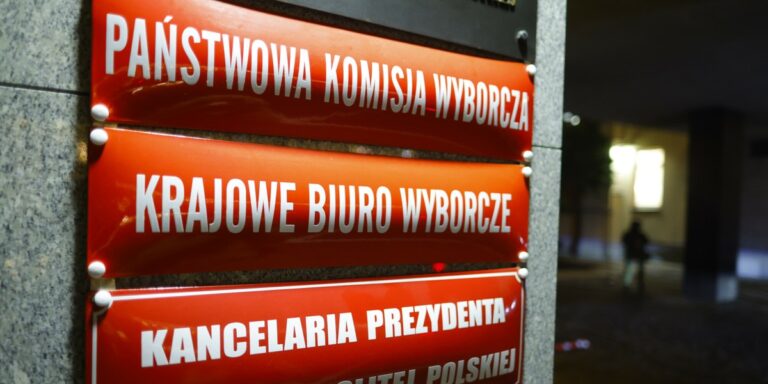 PAŃSTWOWA KOMISJA WYBORCZA
KRAJOWE BIURO WYBORCZE
KANCELARIA PREZYDENTA
POLSKIEJ